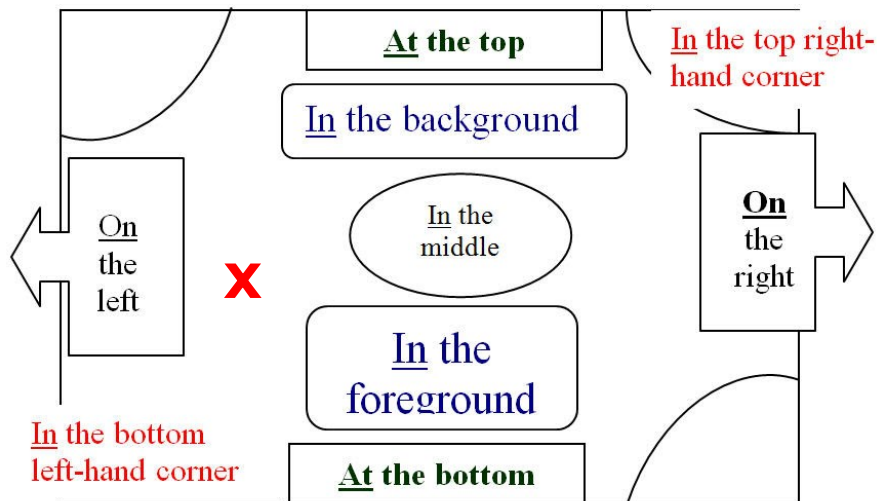 At the top
In the top right-
hand corner
In the background
On
the
left
X
In the
middle
On
the
right
In the
foreground
In the bottom
left-hand corner
At the bottom